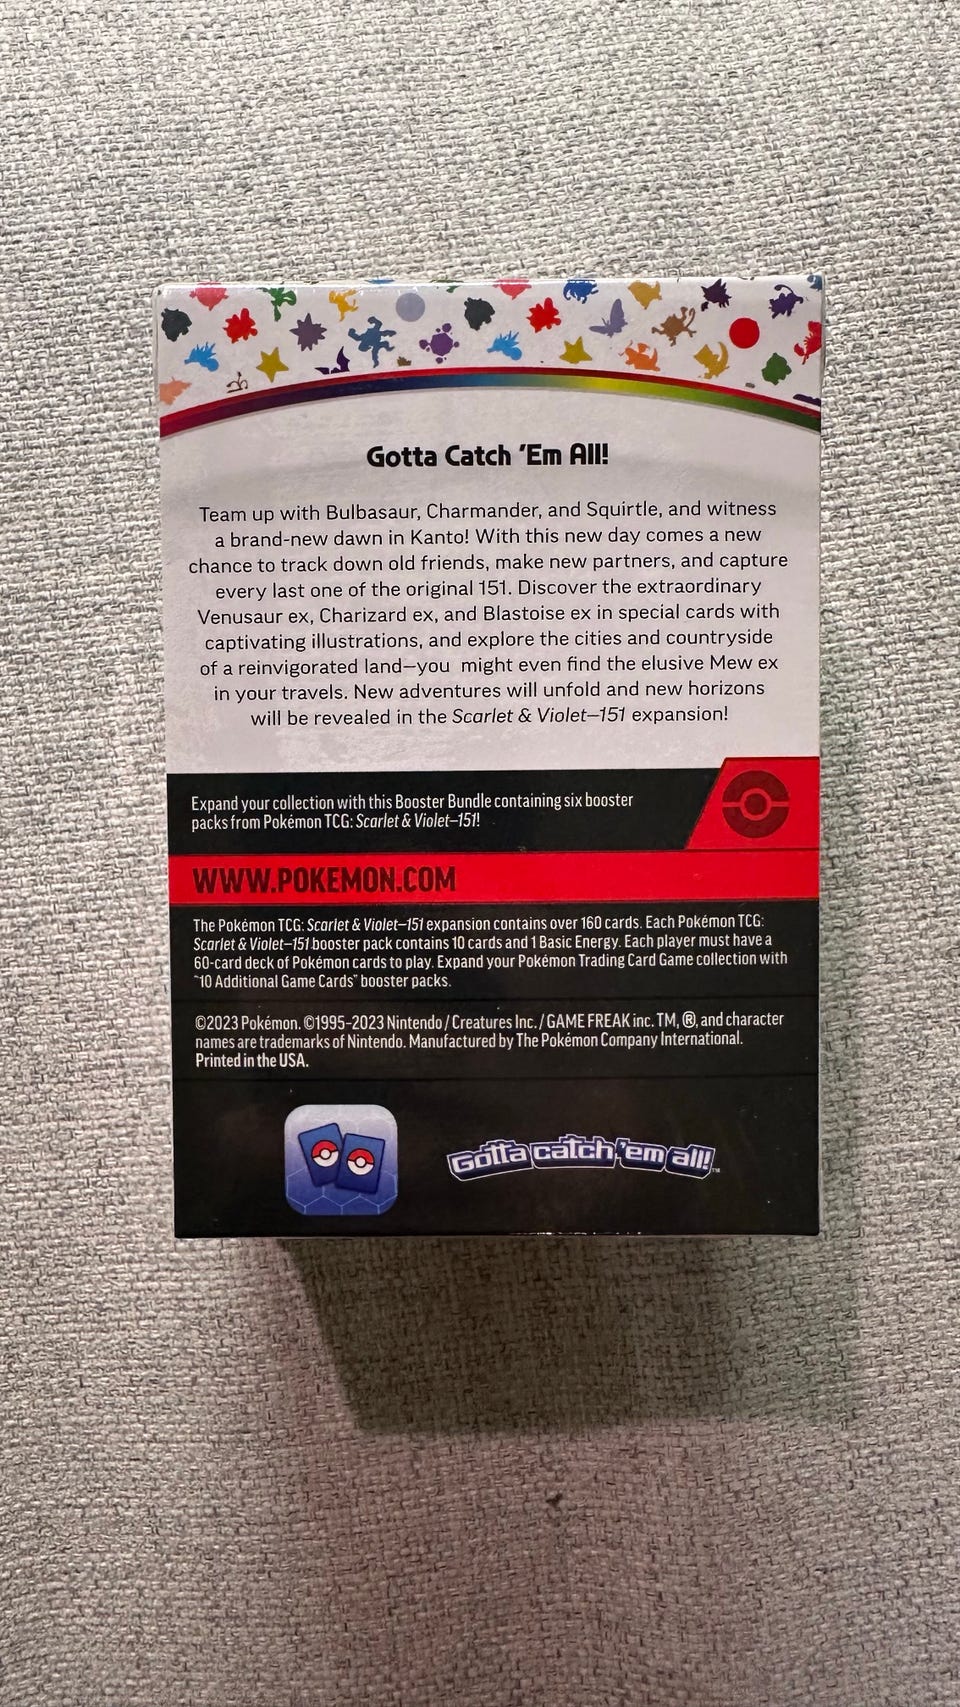 Gotta Catch 'Em All!
Team up with Bulbasaur, Charmander, and Squirtle, and witness
a brand-new dawn in Kanto! With this new day comes a new
chance to track down old friends, make new partners, and capture
every last one of the original 151. Discover the extraordinary
Venusaur ex, Charizard ex, and Blastoise ex in special cards with
captivating illustrations, and explore the cities and countryside
of a reinvigorated land—you might even find the elusive Mew ex
in your travels. New adventures will unfold and new horizons
will be revealed in the Scarlet & Violet—151 expansion!
Expand your collection with this Booster Bundle containing six booster
packs from Pokémon TCG: Scarlet & Violet—151!
WWW.POKEMON.COM
The Pokémon TCG: Scarlet & Violet—151 expansion contains over 160 cards. Each Pokémon TCG:
Scarlet & Violet—151 booster pack contains 10 cards and 1 Basic Energy. Each player must have a
60-card deck of Pokémon cards to play. Expand your Pokémon Trading Card Game collection with
"10 Additional Game Cards" booster packs.
©2023 Pokémon. ©1995–2023 Nintendo / Creatures Inc. / GAME FREAK inc. TM, ®, and character
names are trademarks of Nintendo. Manufactured by The Pokémon Company International.
Printed in the USA.
Gotta catch 'em all!™